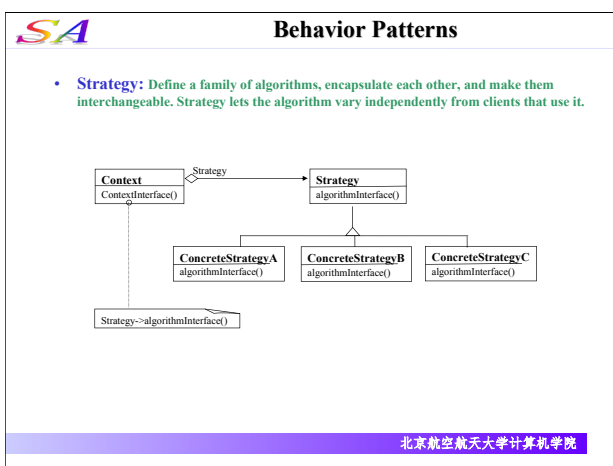 SA
Behavior Patterns
• Strategy: Define a family of algorithms, encapsulate each other, and make them
interchangeable. Strategy lets the algorithm vary independently from clients that use it.
Strategy
Context
ContextInterface()
Strategy
algorithmInterface()
ConcreteStrategyA
algorithmInterface()
ConcreteStrategyB
algorithmInterface()
ConcreteStrategyC
algorithmInterface()
Strategy->algorithmInterface()
北京航空航天大学计算机学院